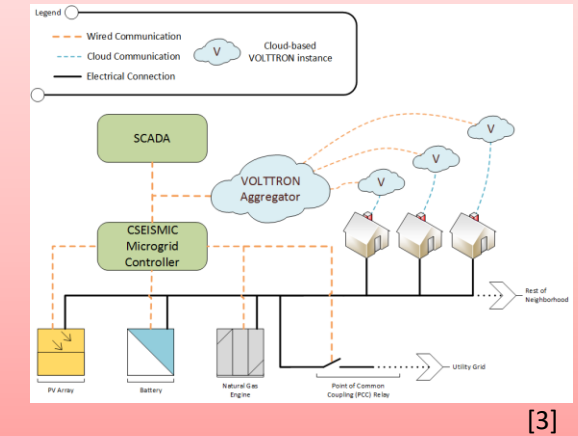 Legend
Wired Communication
Cloud Communication
Electrical Connection
V
Cloud-based
VOLTTRON instance
SCADA
VOLTTRON
Aggregator
V
V
V
CSEISMIC
Microgrid
Controller
Rest of
Neighborhood
PV Array
Battery
Natural Gas
Engine
Point of Common
Coupling (PCC) Relay
Utility Grid
[3]